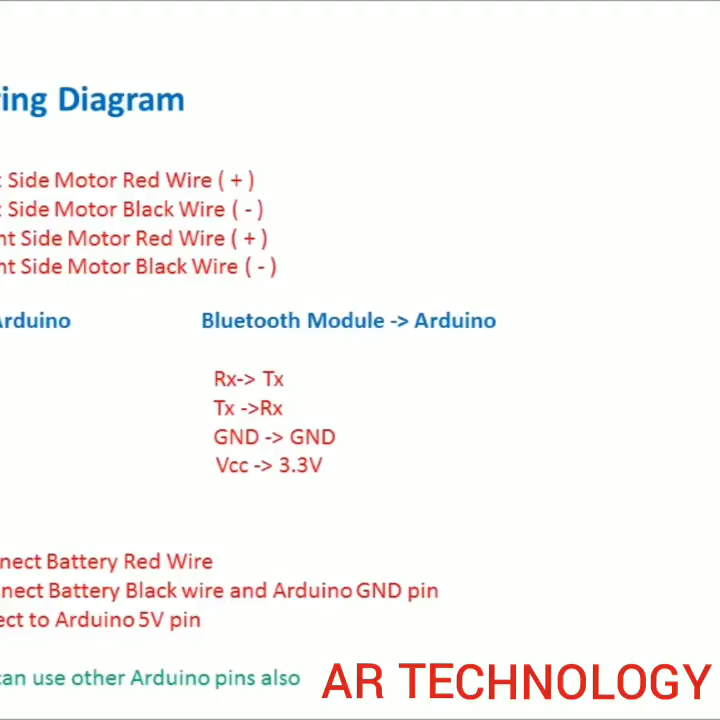 ing Diagram
Side Motor Red Wire ( + )
Side Motor Black Wire ( - )
nt Side Motor Red Wire ( + )
nt Side Motor Black Wire ( - )
Arduino
Bluetooth Module -> Arduino
Rx-> Tx
Tx ->Rx
GND -> GND
Vcc -> 3.3V
nect Battery Red Wire
nect Battery Black wire and Arduino GND pin
ect to Arduino 5V pin
can use other Arduino pins also
AR TECHNOLOGY